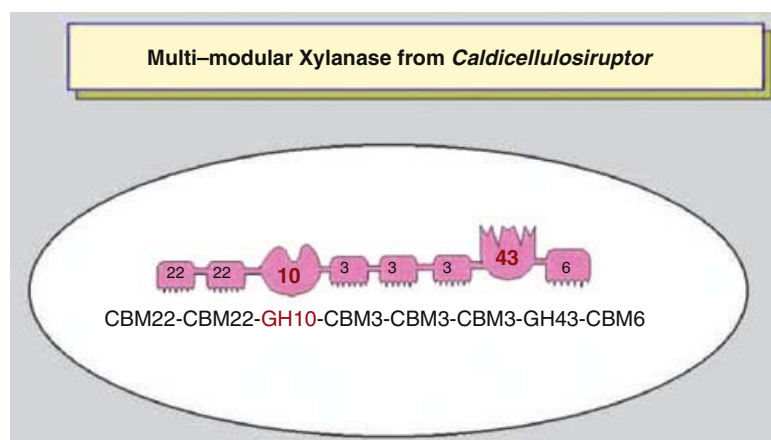 Multi–modular Xylanase from Caldicellulosiruptor
22 22 10 3 3 3 43 6
CBM22-CBM22-GH10-CBM3-CBM3-CBM3-GH43-CBM6